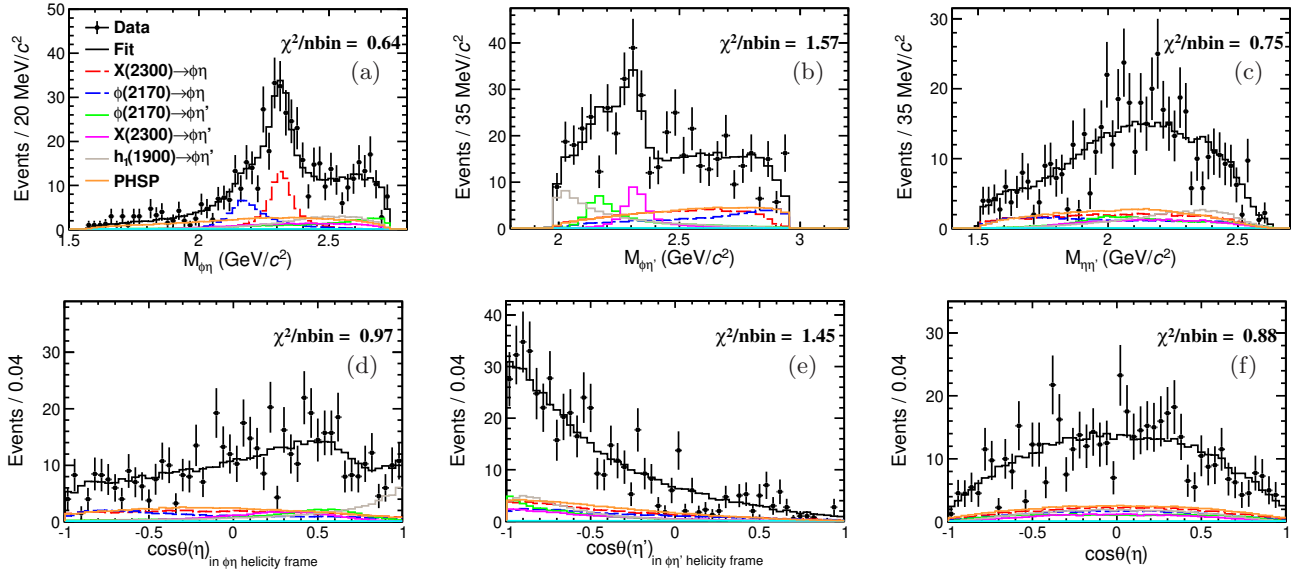 50
40
30
20
10
0
Events / 20 MeV/c²
Data
Fit
X(2300)→ϕη
ϕ(2170)→ϕη
ϕ(2170)→ϕη'
X(2300)→ϕη'
h₁(1900)→ϕη'
PHSP
χ²/nbin = 0.64
(a)
1.5 2 2.5
M_ϕη (GeV/c²)
50
40
30
20
10
0
Events / 35 MeV/c²
χ²/nbin = 1.57
(b)
2 2.5 3
M_ϕη' (GeV/c²)
30
25
20
15
10
5
0
Events / 35 MeV/c²
χ²/nbin = 0.75
(c)
1.5 2 2.5
M_ηη' (GeV/c²)
40
30
20
10
0
Events / 0.04
χ²/nbin = 0.97
(d)
-1 -0.5 0 0.5 1
cosθ(η) in ϕη helicity frame
40
30
20
10
0
Events / 0.04
χ²/nbin = 1.45
(e)
-1 -0.5 0 0.5 1
cosθ(η') in ϕη' helicity frame
30
20
10
0
Events / 0.04
χ²/nbin = 0.88
(f)
-1 -0.5 0 0.5 1
cosθ(η)